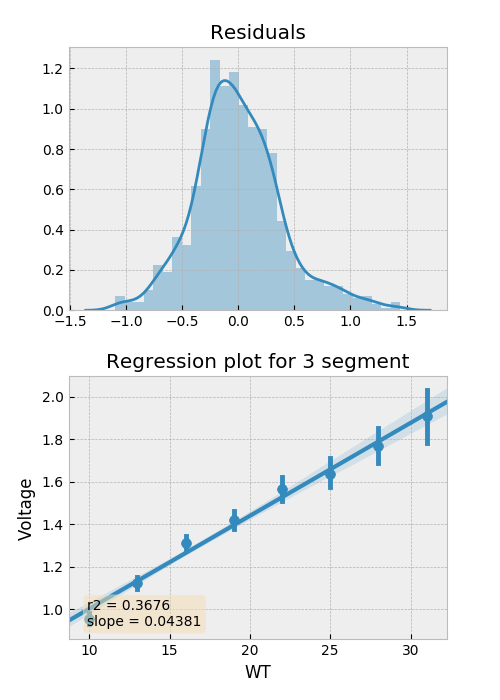 Residuals
1.2
1.0
0.8
0.6
0.4
0.2
0.0
−1.5 −1.0 −0.5 0.0 0.5 1.0 1.5
Regression plot for 3 segment
2.0
1.8
1.6
1.4
1.2
1.0
Voltage
r2 = 0.3676
slope = 0.04381
10 15 20 25 30
WT